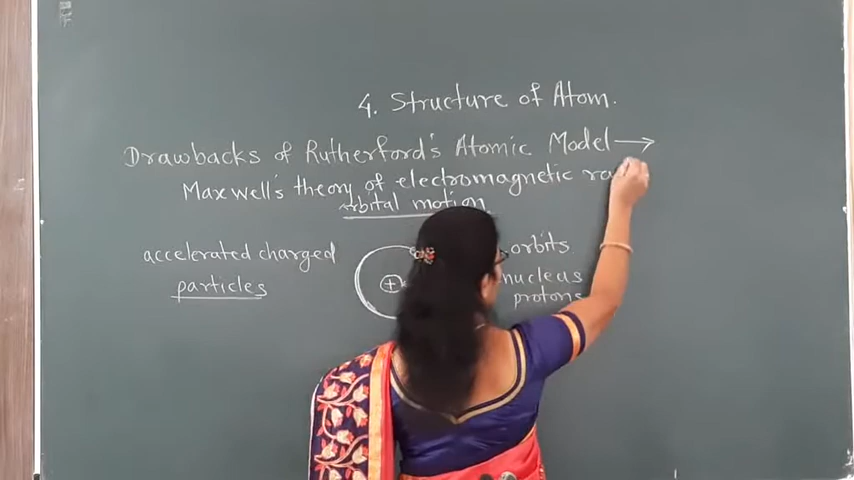 4. Structure of Atom.
Drawbacks of Rutherford's Atomic Model →
Maxwell's theory of electromagnetic
orbital motion
accelerated charged
particles
+
orbits
nucleus
protons